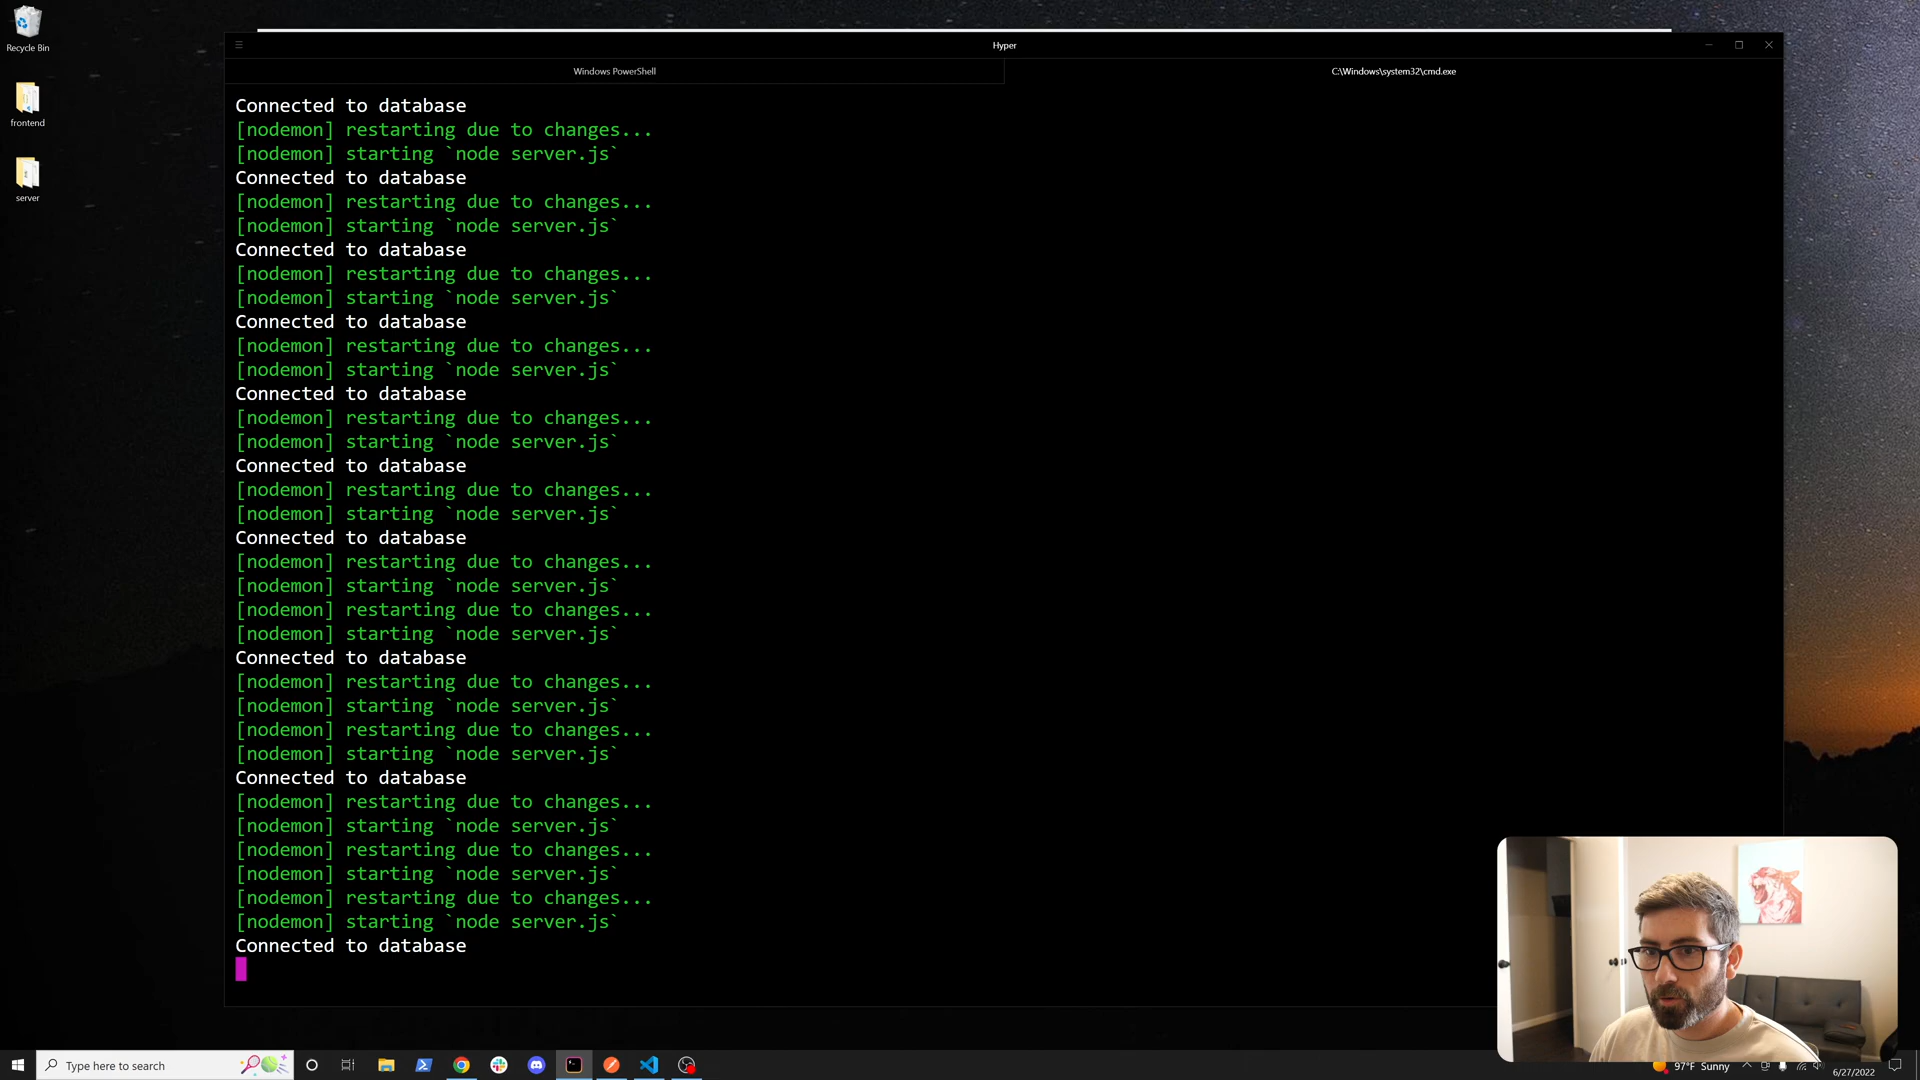 Recycle Bin
frontend
server
Hyper
Windows PowerShell
C:\Windows\system32\cmd.exe
Connected to database
[nodemon] restarting due to changes...
[nodemon] starting `node server.js`
Connected to database
[nodemon] restarting due to changes...
[nodemon] starting `node server.js`
Connected to database
[nodemon] restarting due to changes...
[nodemon] starting `node server.js`
Connected to database
[nodemon] restarting due to changes...
[nodemon] starting `node server.js`
Connected to database
[nodemon] restarting due to changes...
[nodemon] starting `node server.js`
Connected to database
[nodemon] restarting due to changes...
[nodemon] starting `node server.js`
Connected to database
[nodemon] restarting due to changes...
[nodemon] starting `node server.js`
[nodemon] restarting due to changes...
[nodemon] starting `node server.js`
Connected to database
[nodemon] restarting due to changes...
[nodemon] starting `node server.js`
[nodemon] restarting due to changes...
[nodemon] starting `node server.js`
Connected to database
[nodemon] restarting due to changes...
[nodemon] starting `node server.js`
[nodemon] restarting due to changes...
[nodemon] starting `node server.js`
[nodemon] restarting due to changes...
[nodemon] starting `node server.js`
Connected to database
Type here to search
97°F Sunny
6/27/2022